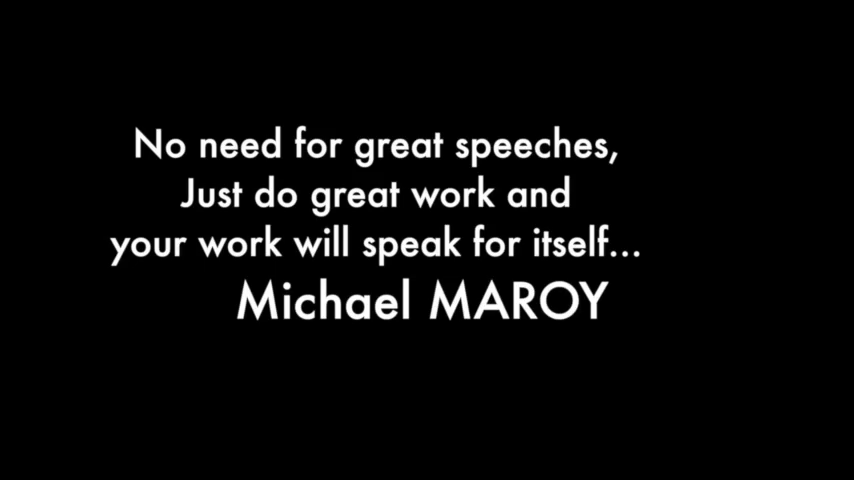 No need for great speeches,
Just do great work and
your work will speak for itself...
Michael MAROY